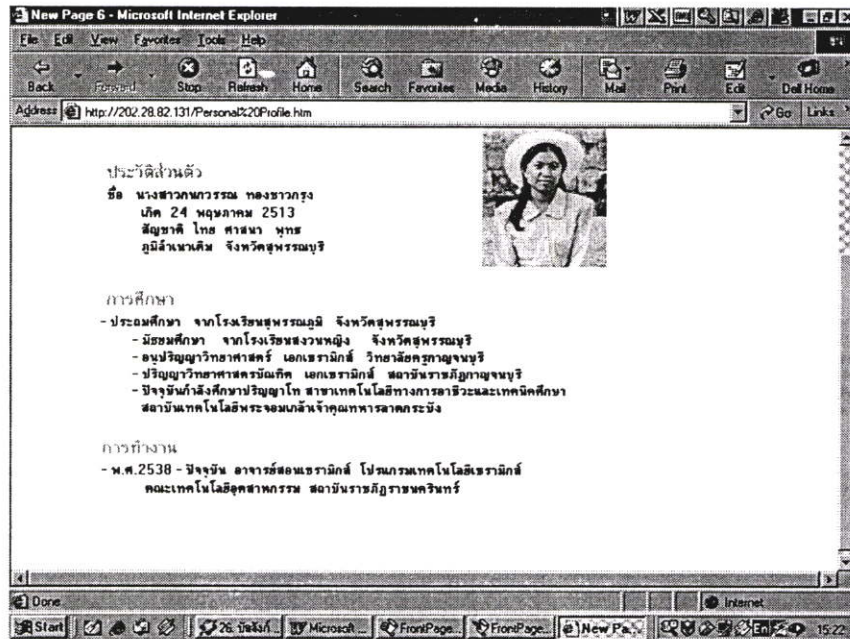 New Page 6 - Microsoft Internet Explorer
File Edit View Favorites Tools Help
Back Forward Stop Refresh Home Search Favorites Media History Mail Print Edit Dell Home
Address http://202.28.82.131/Personal%20Profile.htm Go Links
ประวัติส่วนตัว
ชื่อ นางสาวกนกวรรณ ทองขาวกรุง
เกิด 24 พฤษภาคม 2513
สัญชาติ ไทย ศาสนา พุทธ
ภูมิลำเนาเดิม จังหวัดสุพรรณบุรี
การศึกษา
- ประถมศึกษา จากโรงเรียนสุพรรณภูมิ จังหวัดสุพรรณบุรี
- มัธยมศึกษา จากโรงเรียนสงวนหญิง จังหวัดสุพรรณบุรี
- อนุปริญญาวิทยาศาสตร์ เอกเซรามิกส์ วิทยาลัยครูกาญจนบุรี
- ปริญญาวิทยาศาสตรบัณฑิต เอกเซรามิกส์ สถาบันราชภัฏกาญจนบุรี
- ปัจจุบันกำลังศึกษาปริญญาโท สาขาเทคโนโลยีทางการอาชีวะและเทคนิคศึกษา
สถาบันเทคโนโลยีพระจอมเกล้าเจ้าคุณทหารลาดกระบัง
การทำงาน
- พ.ศ.2538 - ปัจจุบัน อาจารย์สอนเซรามิกส์ โปรแกรมเทคโนโลยีเซรามิกส์
คณะเทคโนโลยีอุตสาหกรรม สถาบันราชภัฏราชนครินทร์
Done Internet
Start Microsoft ... FrontPage... FrontPage... New Pa... 15:22